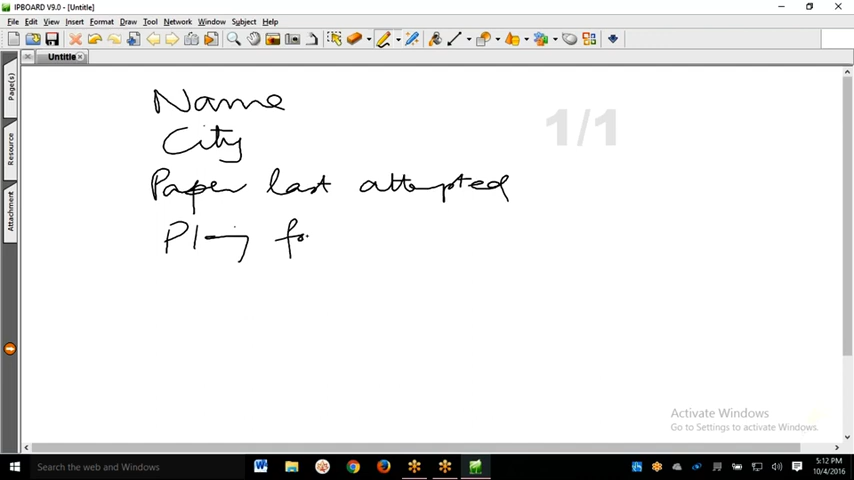 IPBOARD V9.0 - [Untitled]
File Edit View Insert Format Draw Tool Network Window Subject Help
Untitle
Page(s)
Resource
Attachment
1/1
Name
City
Paper last attempted
fo
Activate Windows
Go to Settings to activate Windows.
Search the web and Windows
5:12 PM
10/4/2016